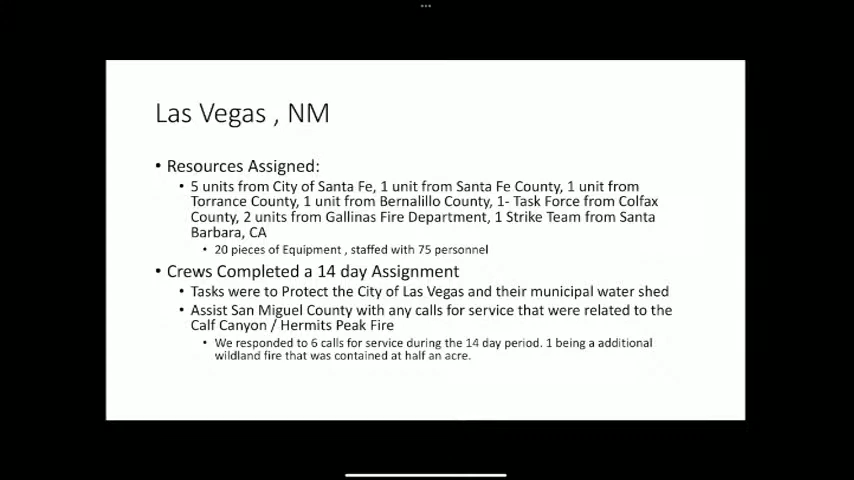 Las Vegas , NM
• Resources Assigned:
• 5 units from City of Santa Fe, 1 unit from Santa Fe County, 1 unit from
Torrance County, 1 unit from Bernalillo County, 1- Task Force from Colfax
County, 2 units from Gallinas Fire Department, 1 Strike Team from Santa
Barbara, CA
• 20 pieces of Equipment , staffed with 75 personnel
• Crews Completed a 14 day Assignment
• Tasks were to Protect the City of Las Vegas and their municipal water shed
• Assist San Miguel County with any calls for service that were related to the
Calf Canyon / Hermits Peak Fire
• We responded to 6 calls for service during the 14 day period. 1 being a additional
wildland fire that was contained at half an acre.